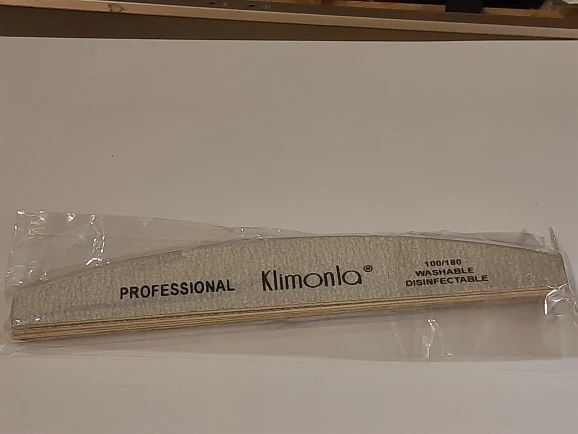 PROFESSIONAL Klimonla®
100/180
WASHABLE
DISINFECTABLE